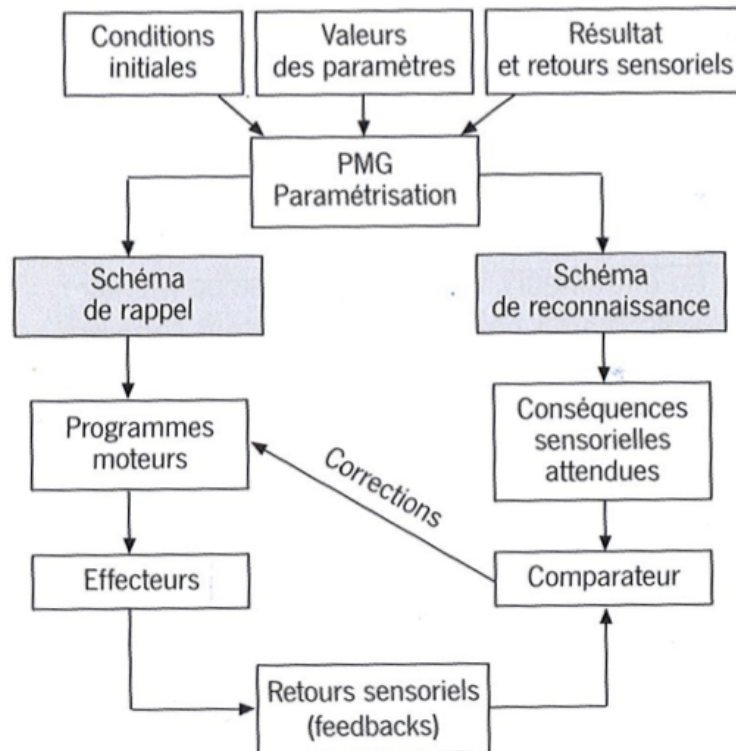 Conditions
initiales
Valeurs
des paramètres
Résultat
et retours sensoriels
PMG
Paramétrisation
Schéma
de rappel
Schéma
de reconnaissance
Programmes
moteurs
Conséquences
sensorielles
attendues
Corrections
Effecteurs
Comparateur
Retours sensoriels
(feedbacks)